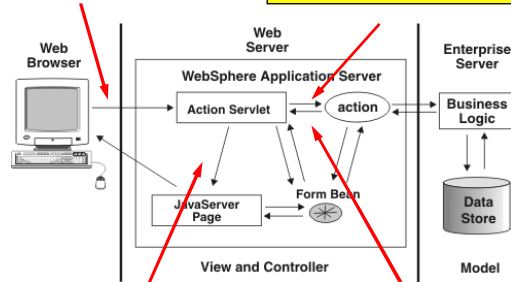 Web
Browser
Web
Server
Enterprise
Server
WebSphere Application Server
Action Servlet
action
Business
Logic
Form Bean
JavaServer
Page
Data
Store
View and Controller
Model